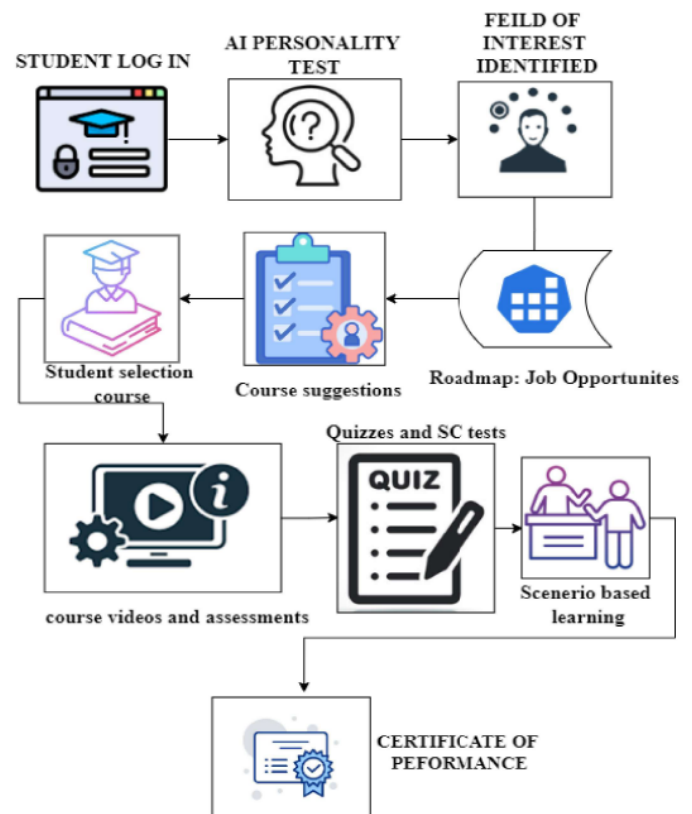 STUDENT LOG IN
AI PERSONALITY
TEST
FEILD OF
INTEREST
IDENTIFIED
Student selection
course
Course suggestions
Roadmap: Job Opportunites
Quizzes and SC tests
QUIZ
course videos and assessments
Scenerio based
learning
CERTIFICATE OF
PEFORMANCE